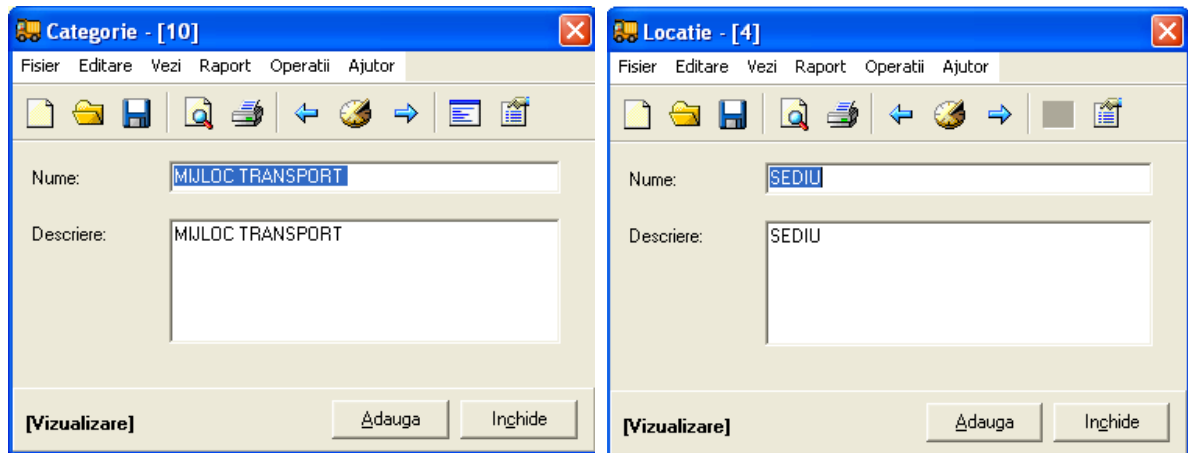 Categorie - [10]
Fisier Editare Vezi Raport Operatii Ajutor
Nume: MIJLOC TRANSPORT
Descriere: MIJLOC TRANSPORT
[Vizualizare] Adauga Inchide
Locatie - [4]
Fisier Editare Vezi Raport Operatii Ajutor
Nume: SEDIU
Descriere: SEDIU
[Vizualizare] Adauga Inchide